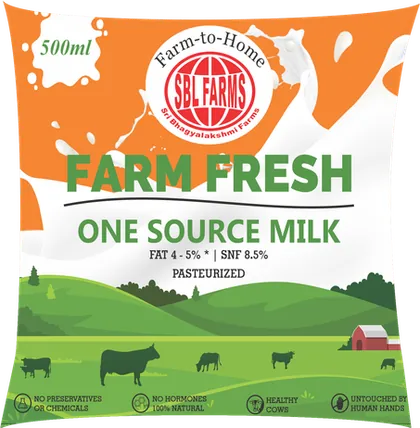 500ml
Farm-to-Home
SBL FARMS
Sri Bhagyalakshmi Farms
FARM FRESH
ONE SOURCE MILK
FAT 4 - 5% * | SNF 8.5%
PASTEURIZED
NO PRESERVATIVES
OR CHEMICALS
NO HORMONES
100% NATURAL
HEALTHY
COWS
UNTOUCHED BY
HUMAN HANDS